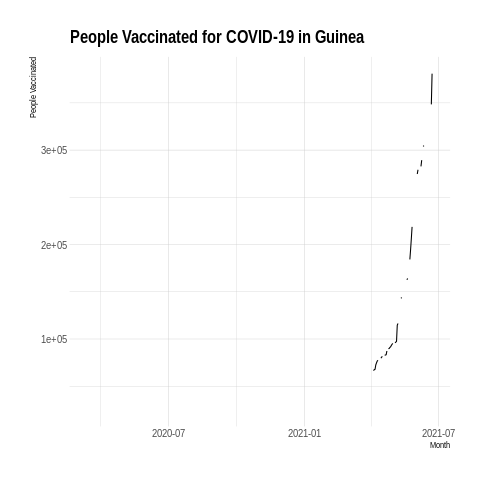 People Vaccinated for COVID-19 in Guinea
People Vaccinated
3e+05
2e+05
1e+05
2020-07
2021-01
2021-07
Month